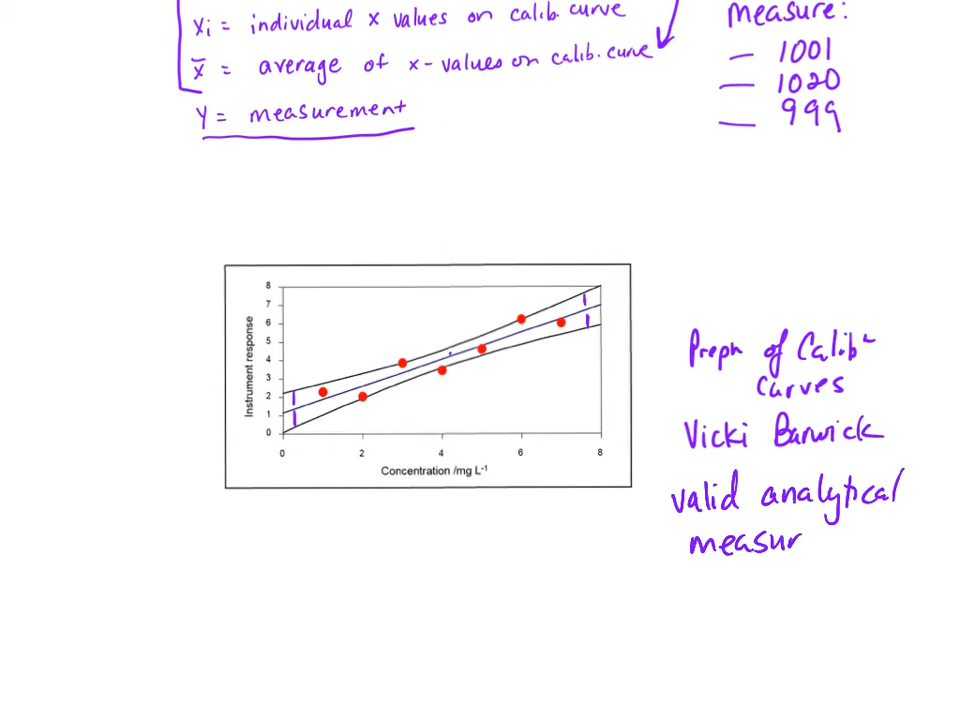 xi = individual x values on calib. curve
x̄ = average of x-values on calib. curve
Y = measurement
Measure:
— 1001
— 1020
— 999
8
7
6
5
4
3
2
1
0
Instrument response
0 2 4 6 8
Concentration /mg L-1
Prepn of Calibn
Curves
Vicki Barwick
valid analytical
measur